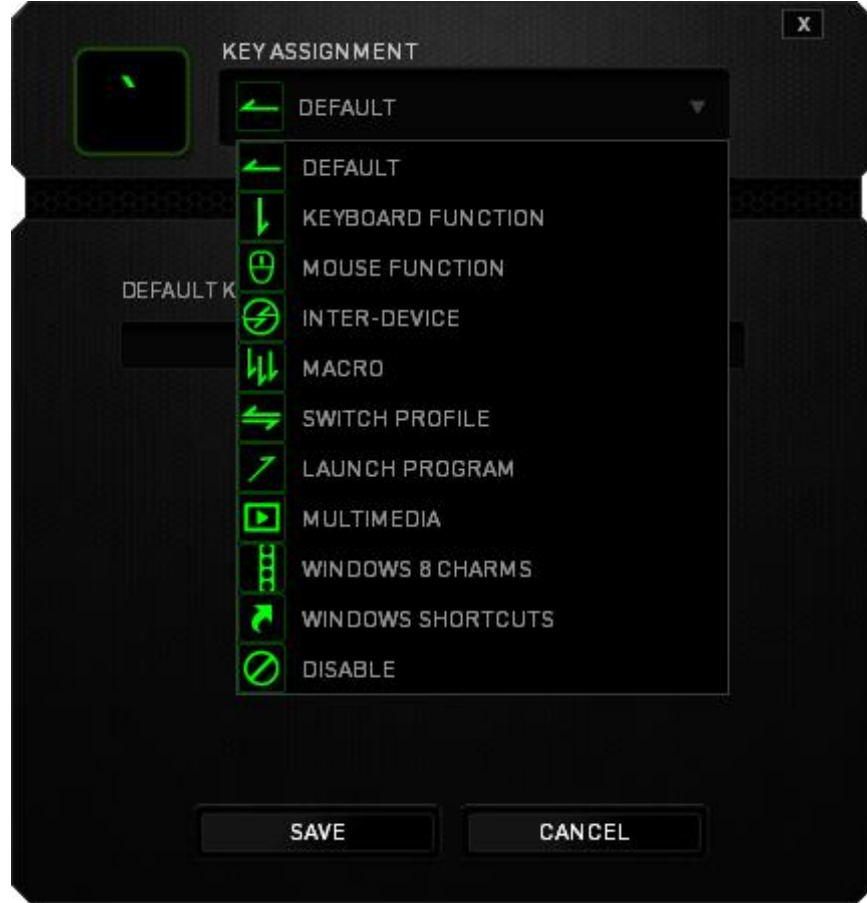 X
KEY ASSIGNMENT
`
DEFAULT
DEFAULT
KEYBOARD FUNCTION
MOUSE FUNCTION
DEFAULT K
INTER-DEVICE
MACRO
SWITCH PROFILE
LAUNCH PROGRAM
MULTIMEDIA
WINDOWS 8 CHARMS
WINDOWS SHORTCUTS
DISABLE
SAVE
CANCEL